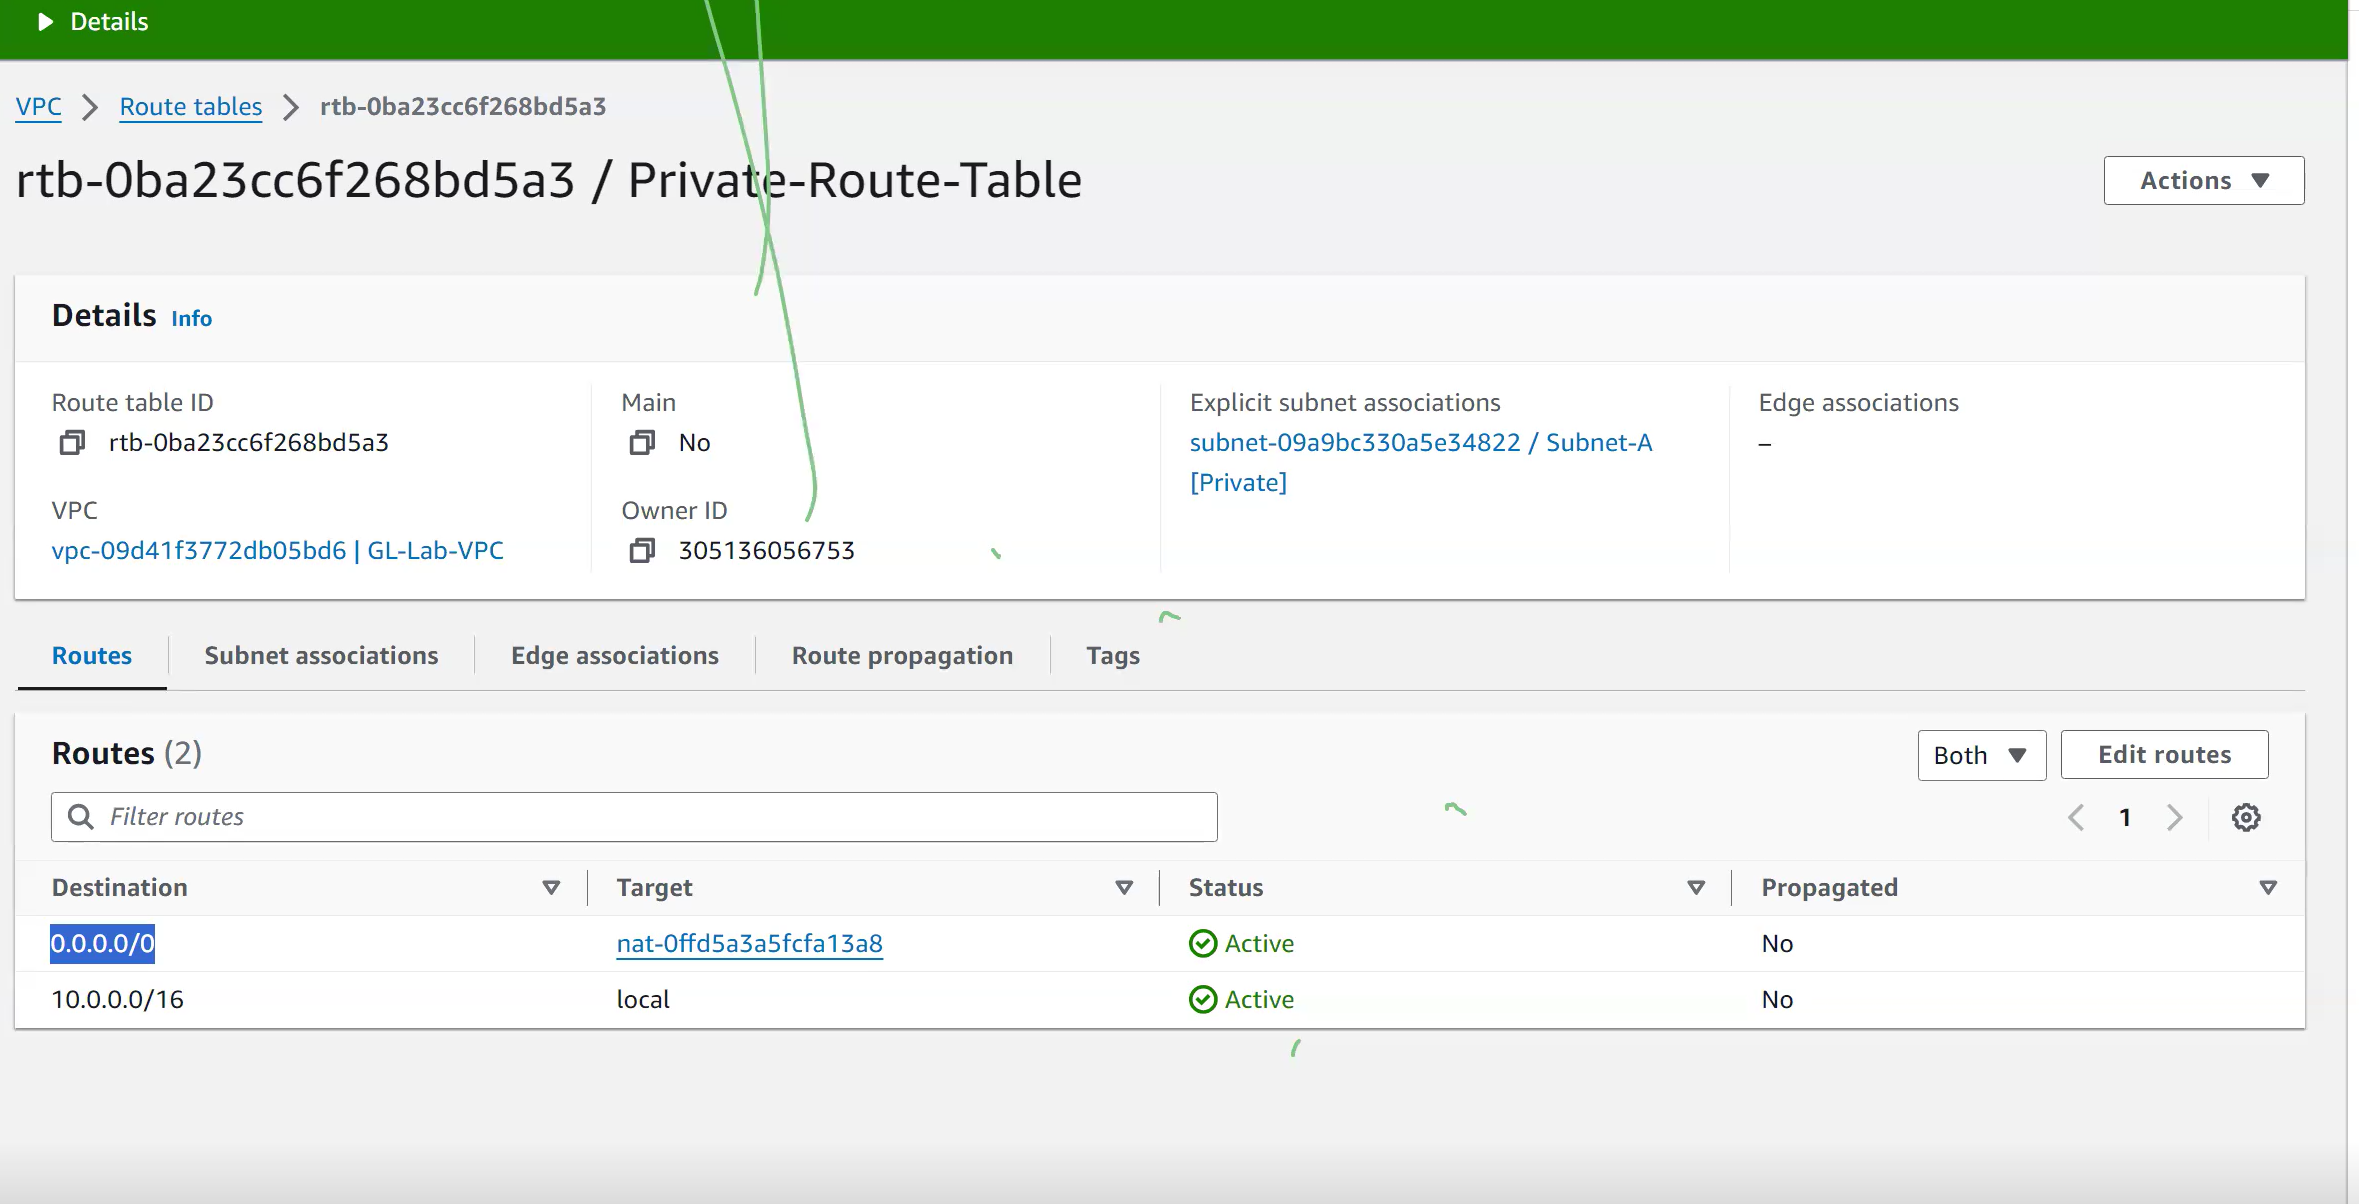 Details
VPC > Route tables > rtb-0ba23cc6f268bd5a3
rtb-0ba23cc6f268bd5a3 / Private-Route-Table
Actions
Details Info
Route table ID
rtb-0ba23cc6f268bd5a3
Main
No
Explicit subnet associations
subnet-09a9bc330a5e34822 / Subnet-A
[Private]
Edge associations
–
VPC
vpc-09d41f3772db05bd6 | GL-Lab-VPC
Owner ID
305136056753
Routes Subnet associations Edge associations Route propagation Tags
Routes (2)
Both Edit routes
Filter routes
1
Destination Target Status Propagated
0.0.0.0/0 nat-0ffd5a3a5fcfa13a8 Active No
10.0.0.0/16 local Active No